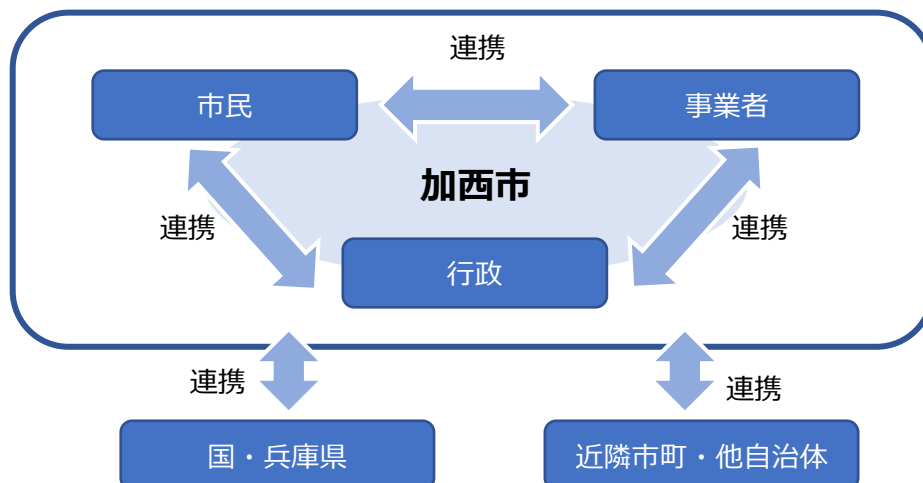 連携
市民
事業者
加西市
連携
連携
行政
連携
連携
国・兵庫県
近隣市町・他自治体